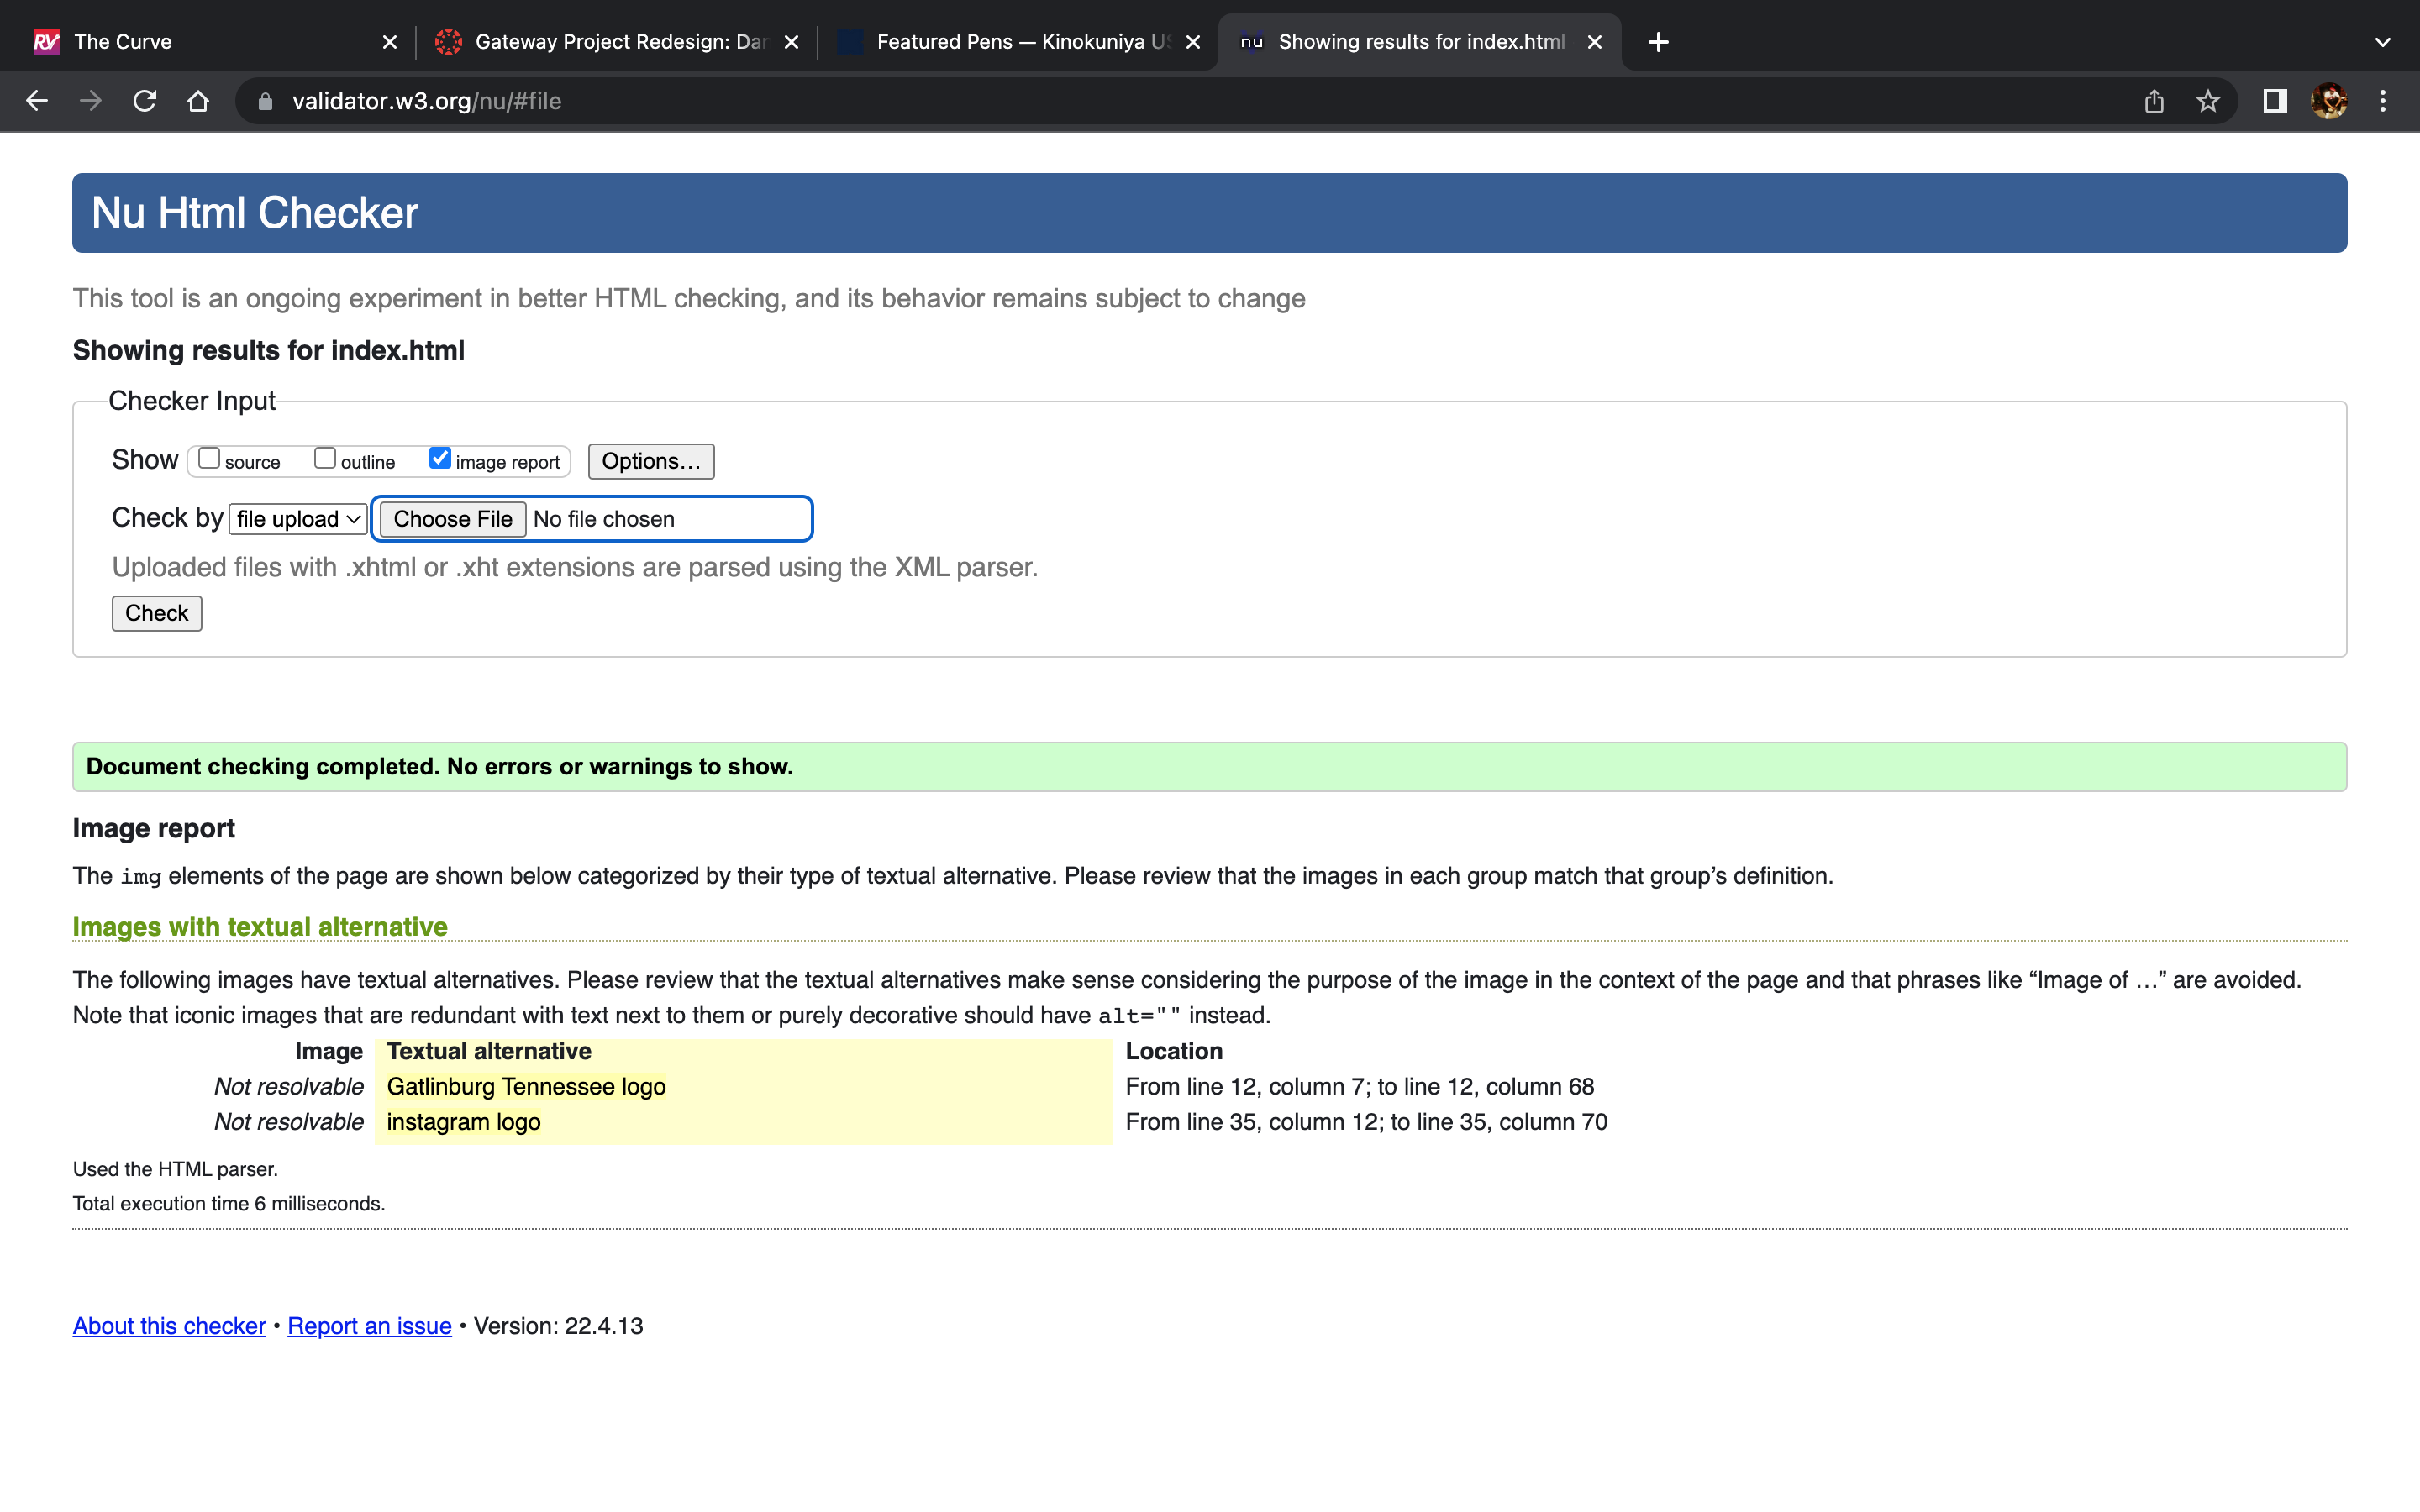 RV The Curve
Gateway Project Redesign: Dar
Featured Pens — Kinokuniya US
nu Showing results for index.html
validator.w3.org/nu/#file
Nu Html Checker
This tool is an ongoing experiment in better HTML checking, and its behavior remains subject to change
Showing results for index.html
Checker Input
Show source outline image report Options...
Check by file upload Choose File No file chosen
Uploaded files with .xhtml or .xht extensions are parsed using the XML parser.
Check
Document checking completed. No errors or warnings to show.
Image report
The img elements of the page are shown below categorized by their type of textual alternative. Please review that the images in each group match that group’s definition.
Images with textual alternative
The following images have textual alternatives. Please review that the textual alternatives make sense considering the purpose of the image in the context of the page and that phrases like “Image of …” are avoided.
Note that iconic images that are redundant with text next to them or purely decorative should have alt="" instead.
Image Textual alternative Location
Not resolvable Gatlinburg Tennessee logo From line 12, column 7; to line 12, column 68
Not resolvable instagram logo From line 35, column 12; to line 35, column 70
Used the HTML parser.
Total execution time 6 milliseconds.
About this checker • Report an issue • Version: 22.4.13